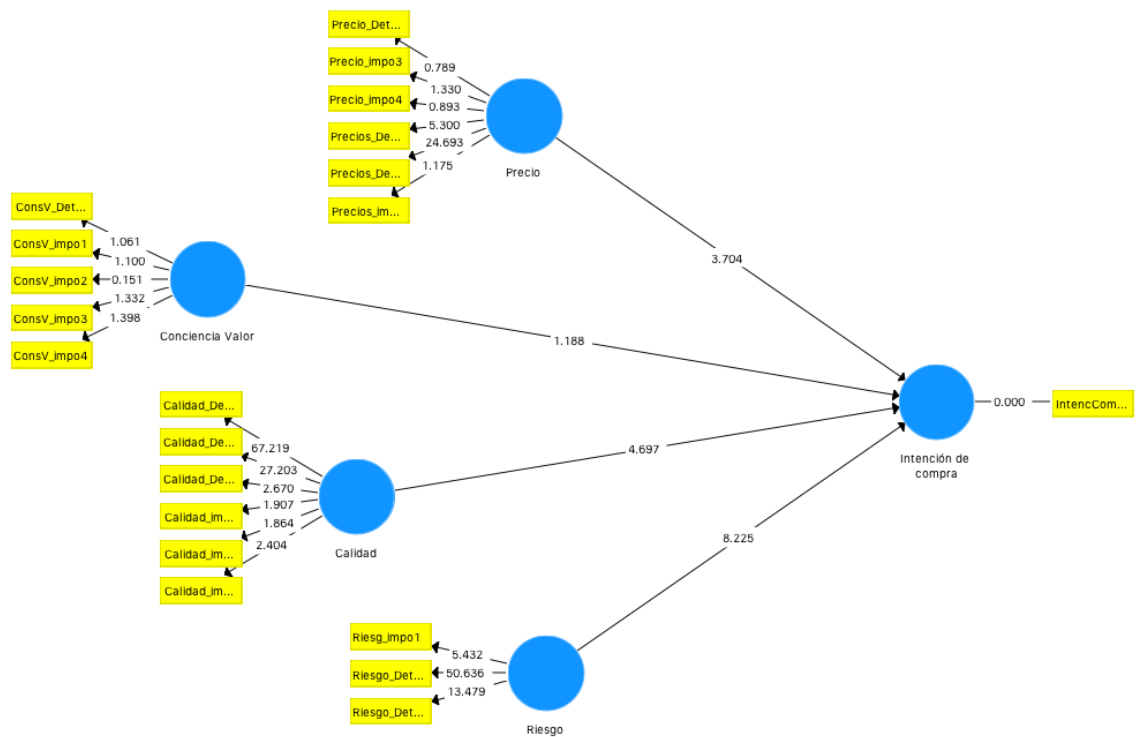 Precio_Det...
Precio_impo3
Precio_impo4
Precios_De...
Precios_De...
Precios_im...
0.789
1.330
0.893
5.300
24.693
1.175
Precio
3.704
ConsV_Det...
ConsV_impo1
ConsV_impo2
ConsV_impo3
ConsV_impo4
1.061
1.100
0.151
1.332
1.398
Conciencia Valor
1.188
Calidad_De...
Calidad_De...
Calidad_De...
Calidad_im...
Calidad_im...
Calidad_im...
67.219
27.203
2.670
1.907
1.864
2.404
Calidad
4.697
0.000
IntencCom...
Intención de
compra
8.225
Riesg_impo1
Riesgo_Det...
Riesgo_Det...
5.432
50.636
13.479
Riesgo